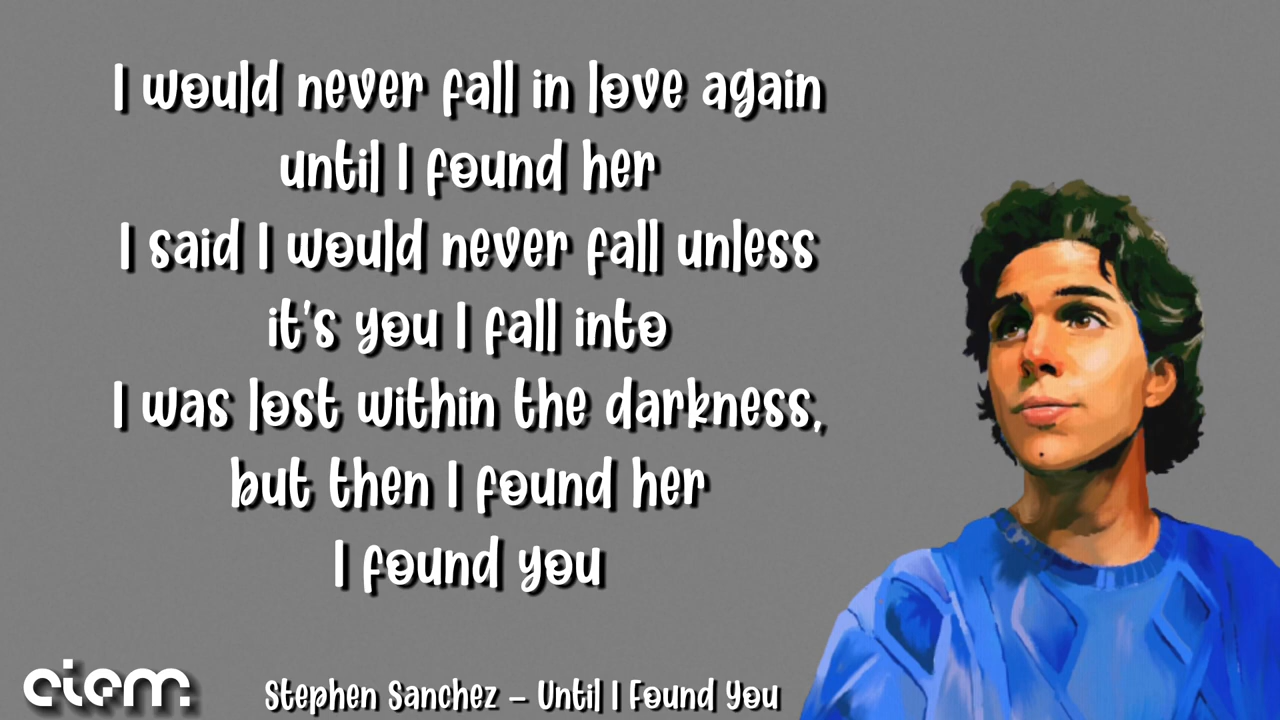 I would never fall in love again
until I found her
I said I would never fall unless
it's you I fall into
I was lost within the darkness,
but then I found her
I found you
eiem.
Stephen Sanchez – Until I Found You